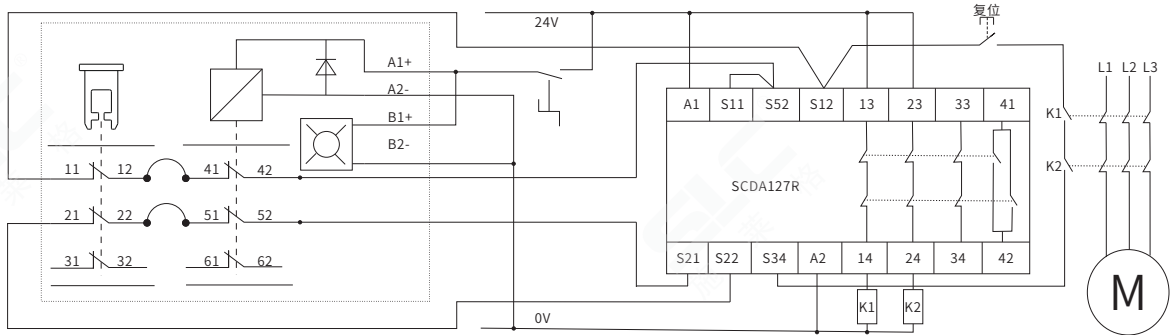 复位
24V
L1 L2 L3
A1+
A2-
B1+
B2-
A1 S11 S52 S12 13 23 33 41
K1
K2
11 12 41 42
SCDA127R
21 22 51 52
31 32 61 62
S21 S22 S34 A2 14 24 34 42
K1 K2
M
0V